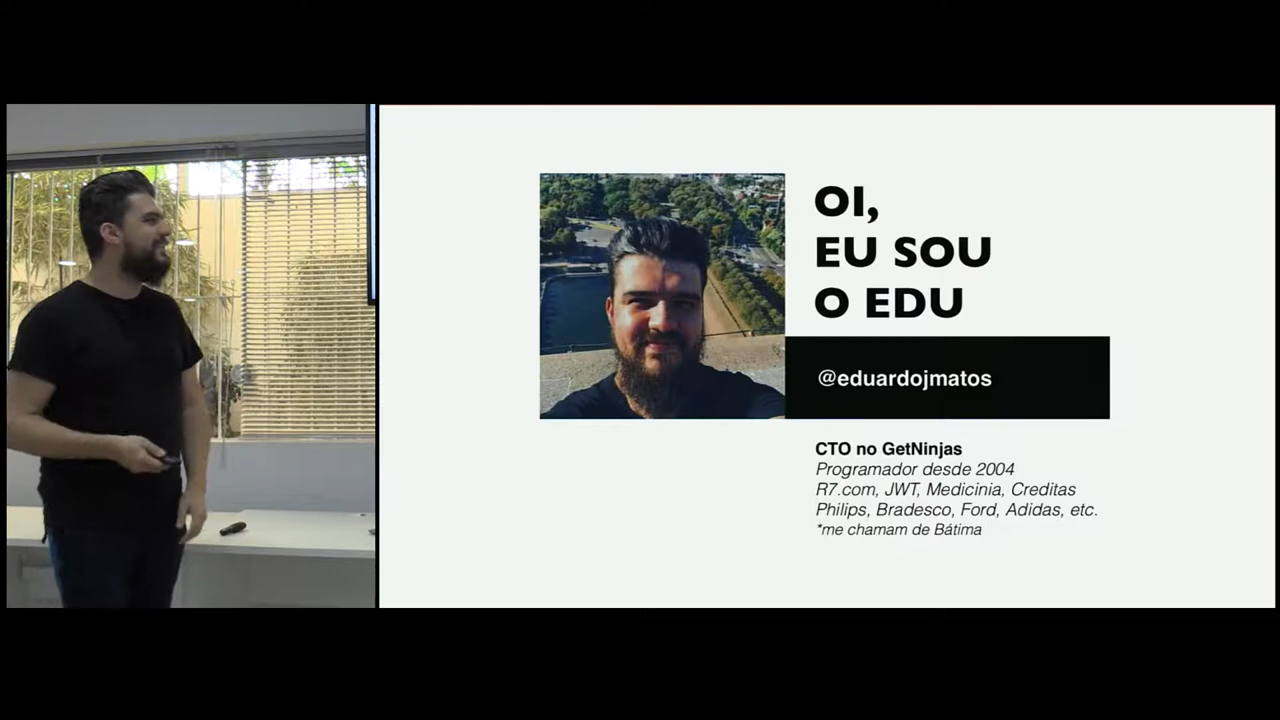 OI,
EU SOU
O EDU
@eduardojmatos
CTO no GetNinjas
Programador desde 2004
R7.com, JWT, Medicinia, Creditas
Philips, Bradesco, Ford, Adidas, etc.
*me chamam de Bátima